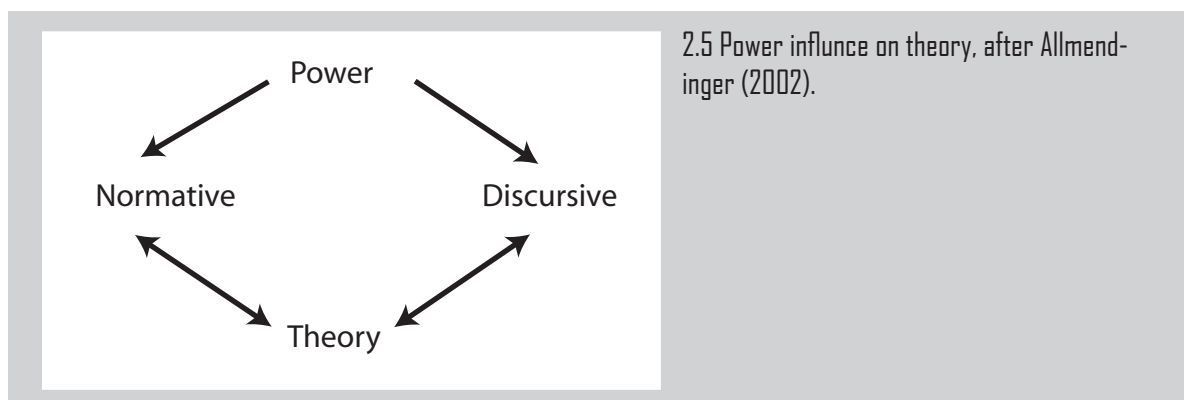 Power
Normative Discursive
Theory
2.5 Power influnce on theory, after Allmend-
inger (2002).